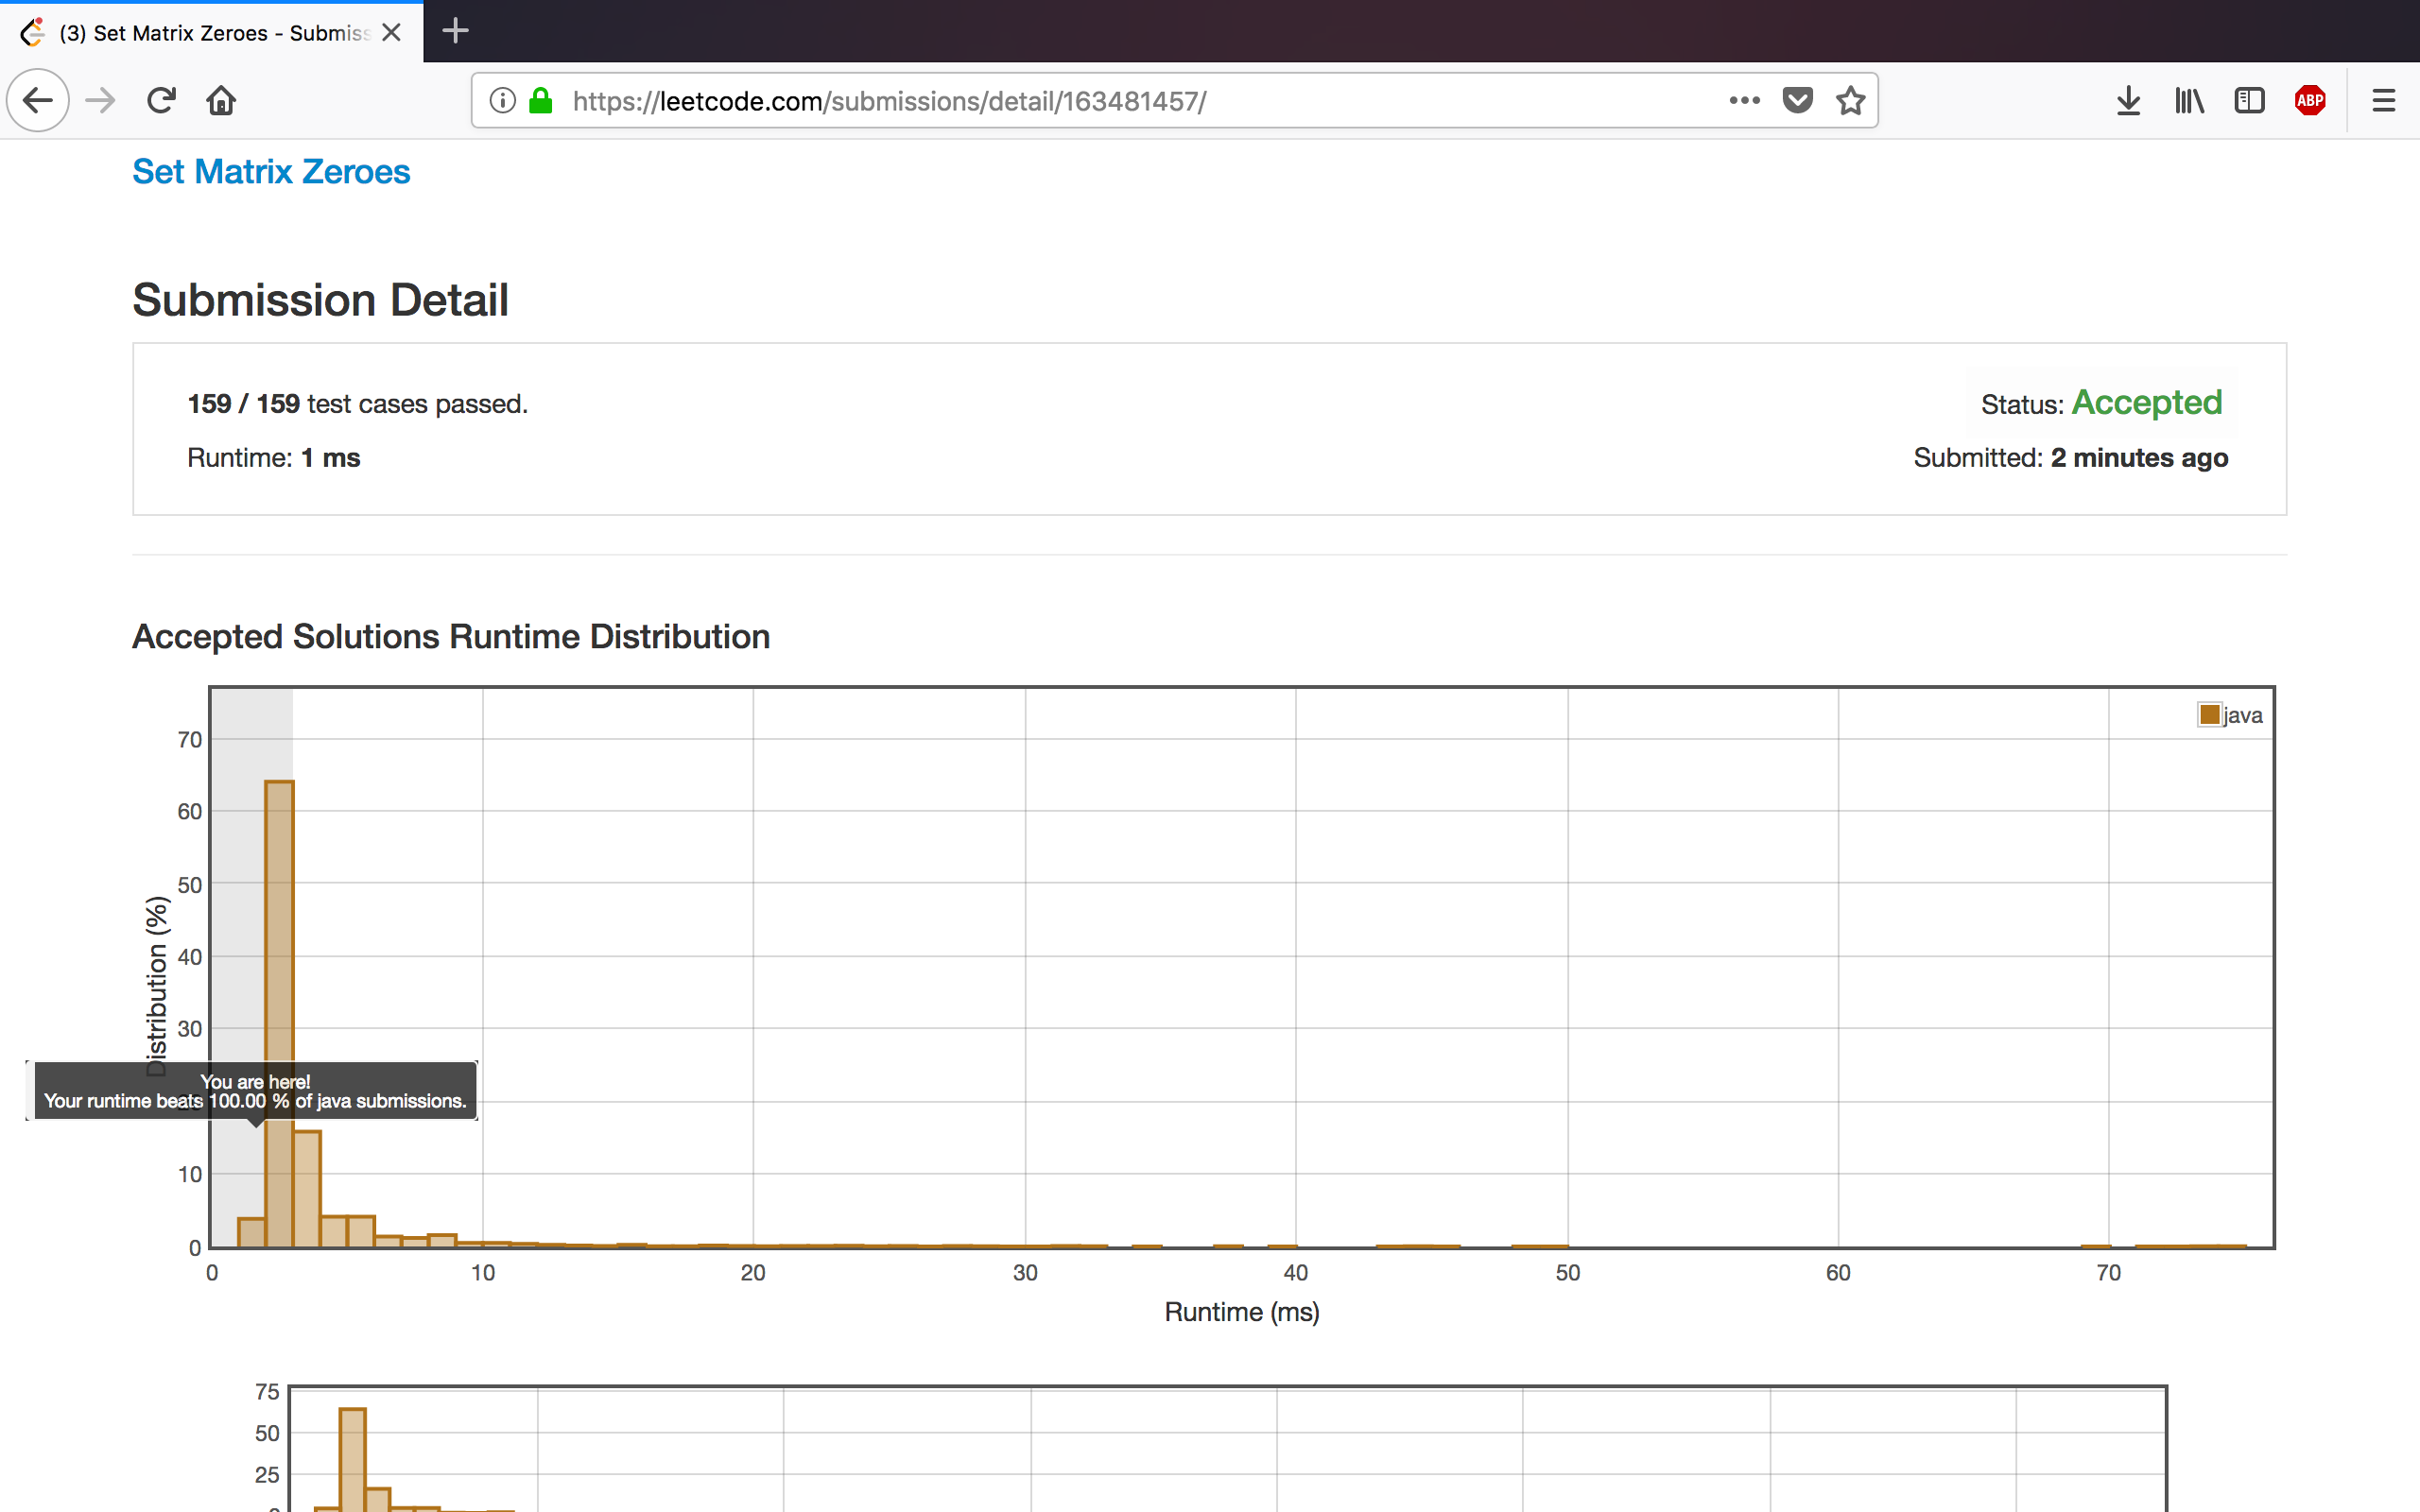 (3) Set Matrix Zeroes - Submiss
https://leetcode.com/submissions/detail/163481457/
ABP
Set Matrix Zeroes
Submission Detail
159 / 159 test cases passed.
Status: Accepted
Runtime: 1 ms
Submitted: 2 minutes ago
Accepted Solutions Runtime Distribution
java
70
60
50
40
30
20
10
0
Distribution (%)
You are here!
Your runtime beats 100.00 % of java submissions.
0 10 20 30 40 50 60 70
Runtime (ms)
75
50
25
0